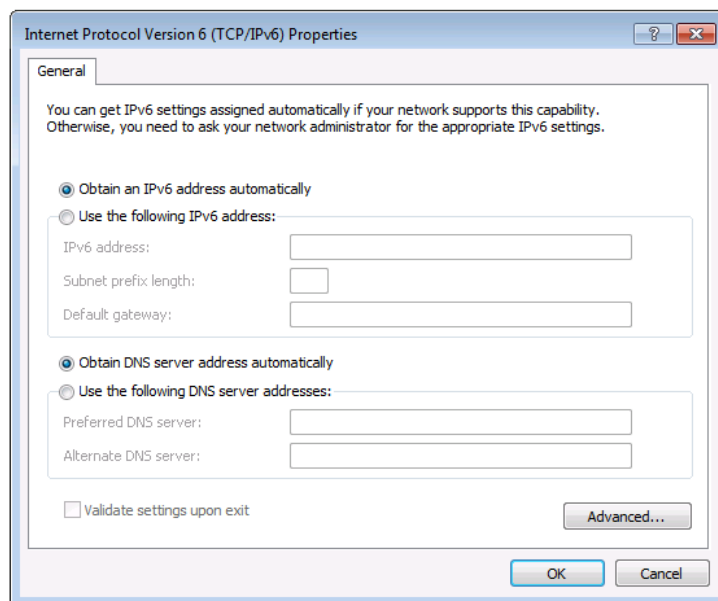 Internet Protocol Version 6 (TCP/IPv6) Properties
?
General
You can get IPv6 settings assigned automatically if your network supports this capability.
Otherwise, you need to ask your network administrator for the appropriate IPv6 settings.
Obtain an IPv6 address automatically
Use the following IPv6 address:
IPv6 address:
Subnet prefix length:
Default gateway:
Obtain DNS server address automatically
Use the following DNS server addresses:
Preferred DNS server:
Alternate DNS server:
Validate settings upon exit
Advanced...
OK
Cancel